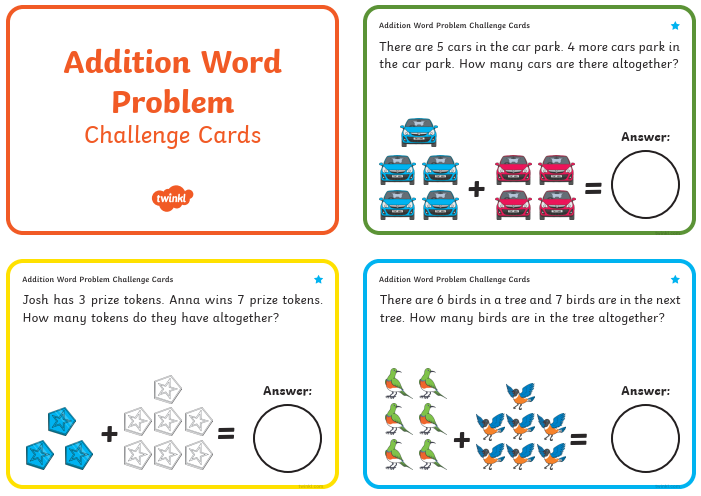 Addition Word
Problem
Challenge Cards
twinkl
Addition Word Problem Challenge Cards
There are 5 cars in the car park. 4 more cars park in
the car park. How many cars are there altogether?
Answer:
+
=
Addition Word Problem Challenge Cards
Josh has 3 prize tokens. Anna wins 7 prize tokens.
How many tokens do they have altogether?
Answer:
+
=
Addition Word Problem Challenge Cards
There are 6 birds in a tree and 7 birds are in the next
tree. How many birds are in the tree altogether?
Answer:
+
=